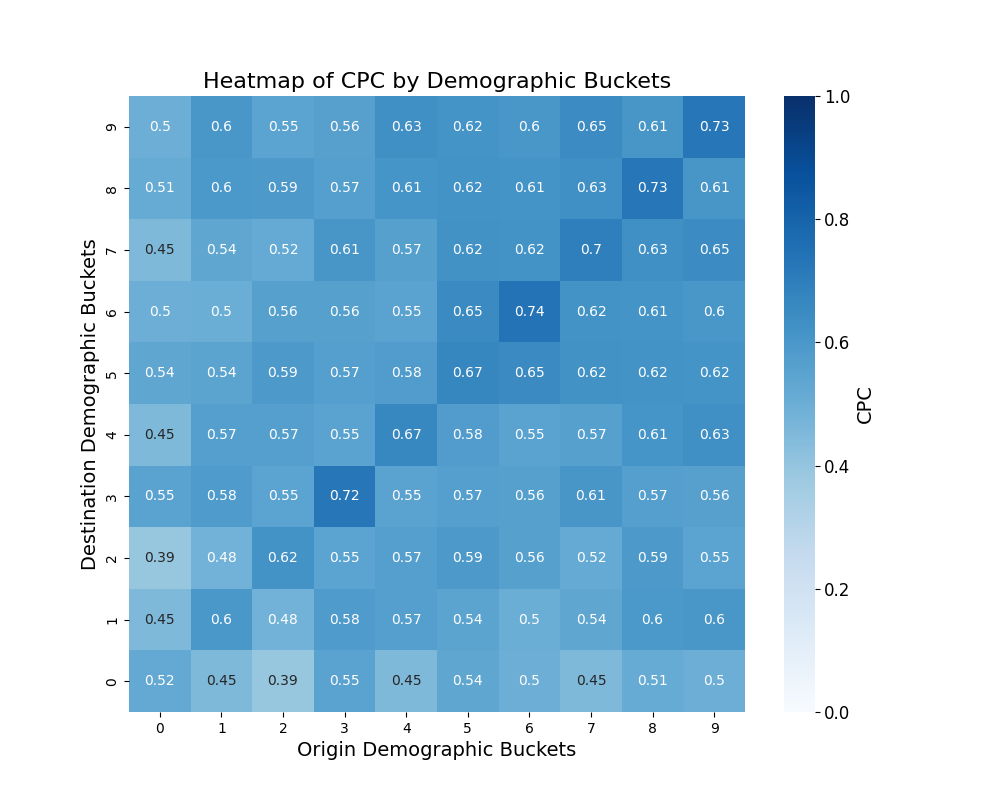 Heatmap of CPC by Demographic Buckets
Destination Demographic Buckets
9 0.5 0.6 0.55 0.56 0.63 0.62 0.6 0.65 0.61 0.73
8 0.51 0.6 0.59 0.57 0.61 0.62 0.61 0.63 0.73 0.61
7 0.45 0.54 0.52 0.61 0.57 0.62 0.62 0.7 0.63 0.65
6 0.5 0.5 0.56 0.56 0.55 0.65 0.74 0.62 0.61 0.6
5 0.54 0.54 0.59 0.57 0.58 0.67 0.65 0.62 0.62 0.62
4 0.45 0.57 0.57 0.55 0.67 0.58 0.55 0.57 0.61 0.63
3 0.55 0.58 0.55 0.72 0.55 0.57 0.56 0.61 0.57 0.56
2 0.39 0.48 0.62 0.55 0.57 0.59 0.56 0.52 0.59 0.55
1 0.45 0.6 0.48 0.58 0.57 0.54 0.5 0.54 0.6 0.6
0 0.52 0.45 0.39 0.55 0.45 0.54 0.5 0.45 0.51 0.5
0 1 2 3 4 5 6 7 8 9
Origin Demographic Buckets
1.0
0.8
0.6
0.4
0.2
0.0
CPC